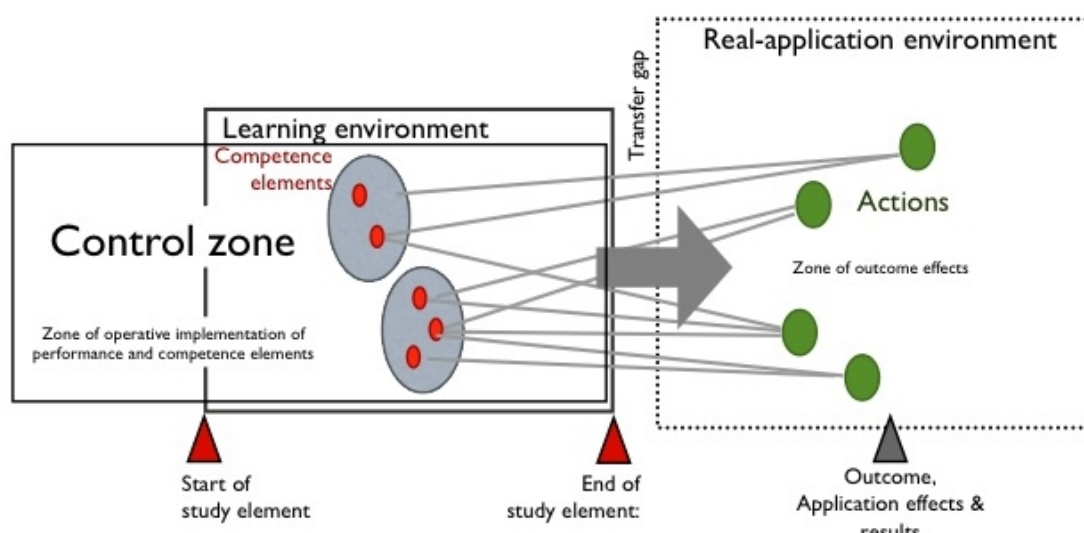 Real-application environment
Transfer gap
Learning environment
Competence
elements
Control zone
Actions
Zone of outcome effects
Zone of operative implementation of
performance and competence elements
Start of
study element
End of
study element:
Outcome,
Application effects &
results